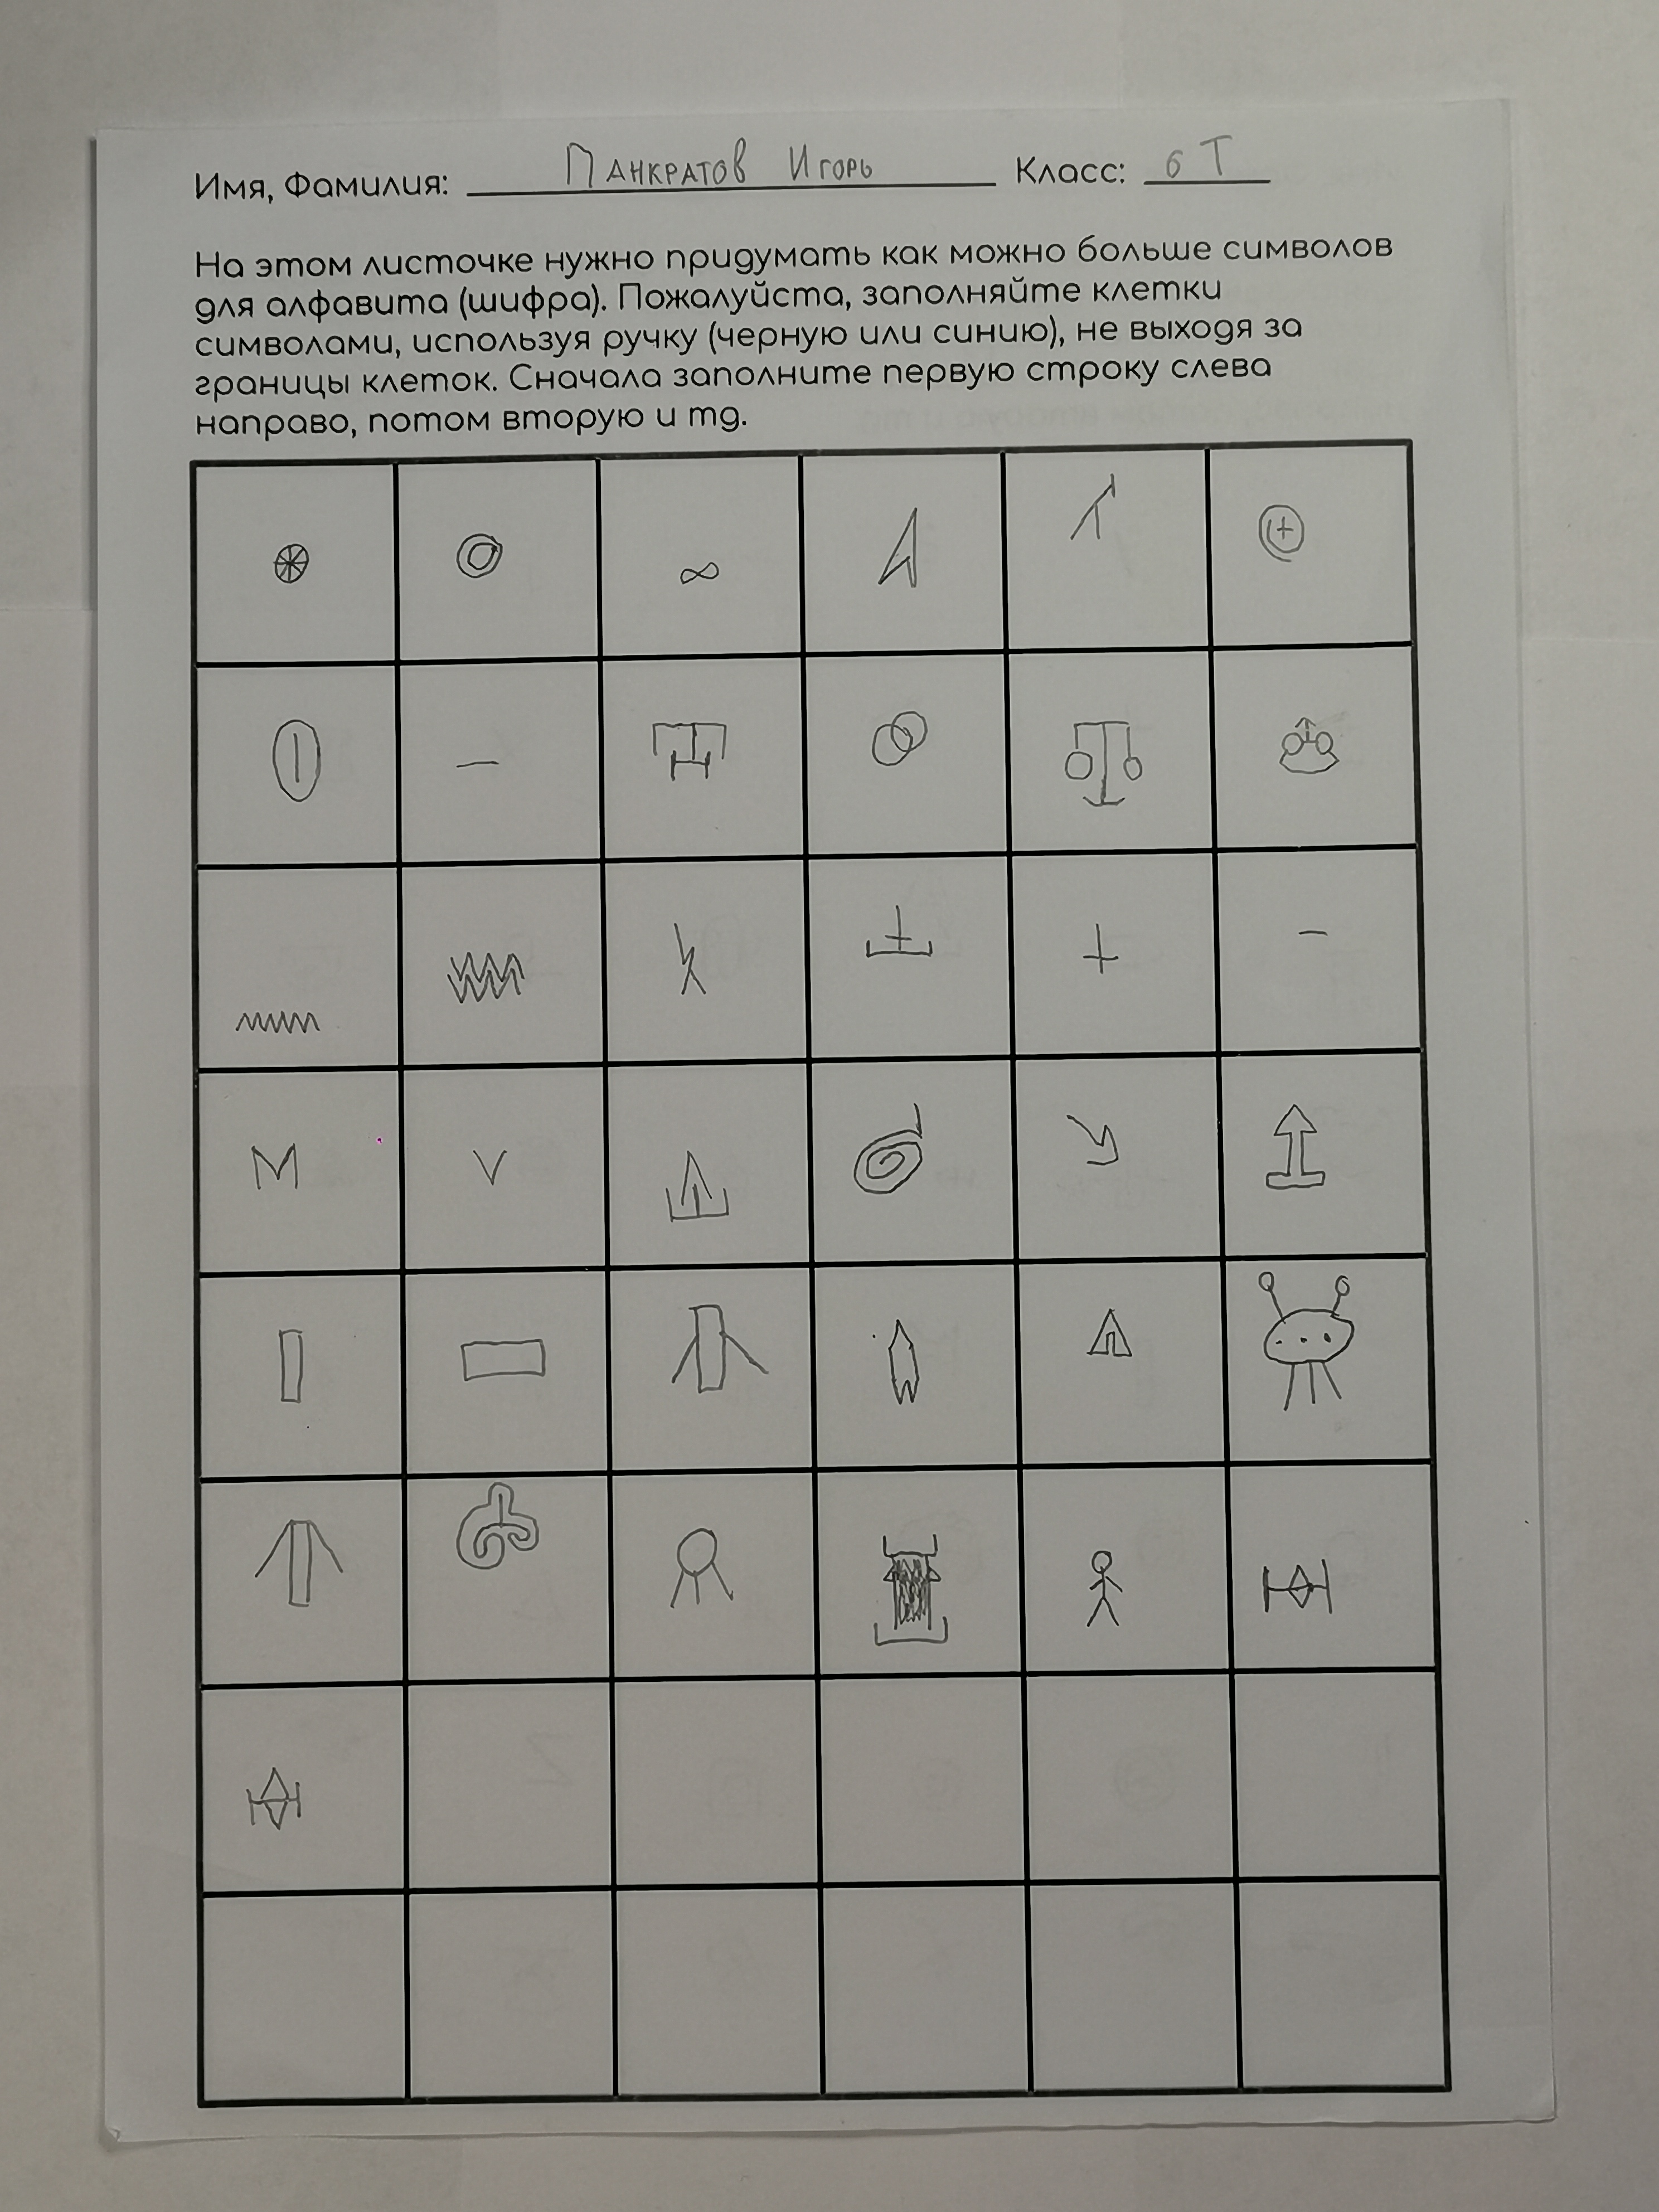 Имя, Фамилия: Панкратов Игорь Класс: 6 Т
На этом листочке нужно придумать как можно больше символов
для алфавита (шифра). Пожалуйста, заполняйте клетки
символами, используя ручку (черную или синию), не выходя за
границы клеток. Сначала заполните первую строку слева
направо, потом вторую и тд.
∞
M V